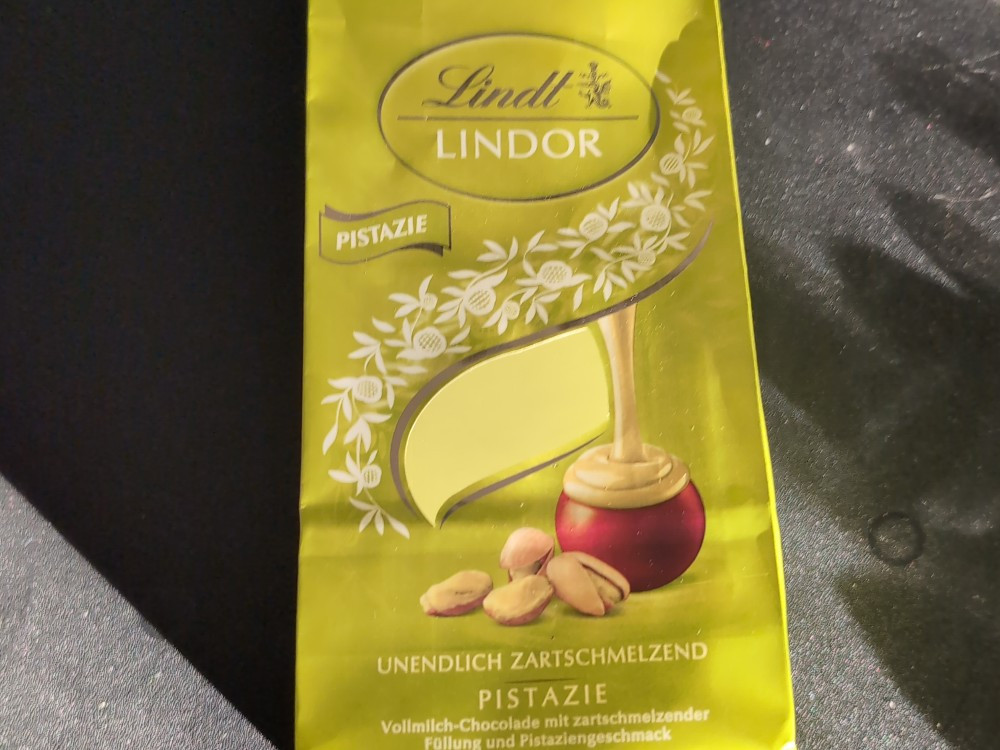 Lindt
LINDOR
PISTAZIE
UNENDLICH ZARTSCHMELZEND
PISTAZIE
Vollmilch-Chocolade mit zartschmelzender
Füllung und Pistaziengeschmack